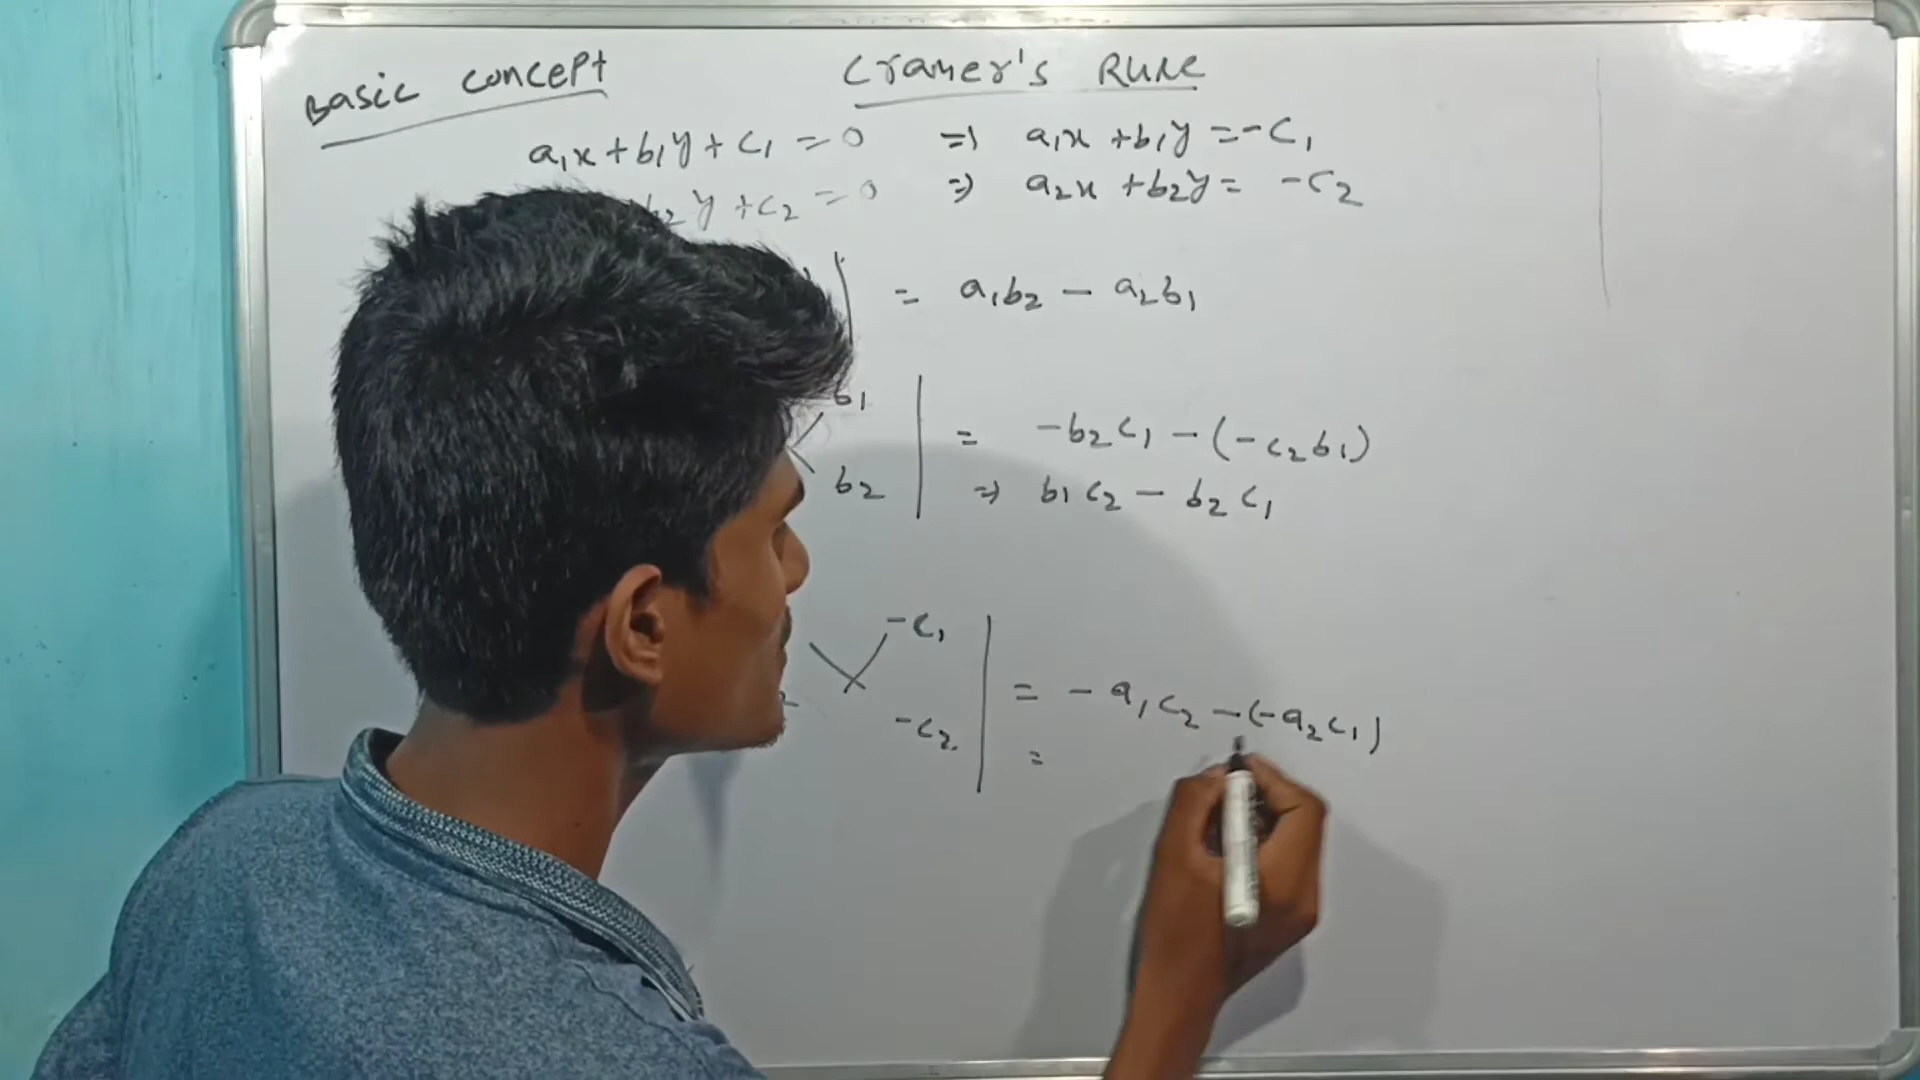 Basic concept
Cramer's Rule
a₁x + b₁y + c₁ = 0 ⇒ a₁x + b₁y = -c₁
b₂y + c₂ = 0 ⇒ a₂x + b₂y = -c₂
= a₁b₂ - a₂b₁
b₁
b₂
= -b₂c₁ - (-c₂b₁)
⇒ b₁c₂ - b₂c₁
-c₁
-c₂
= -a₁c₂ - (-a₂c₁)
=